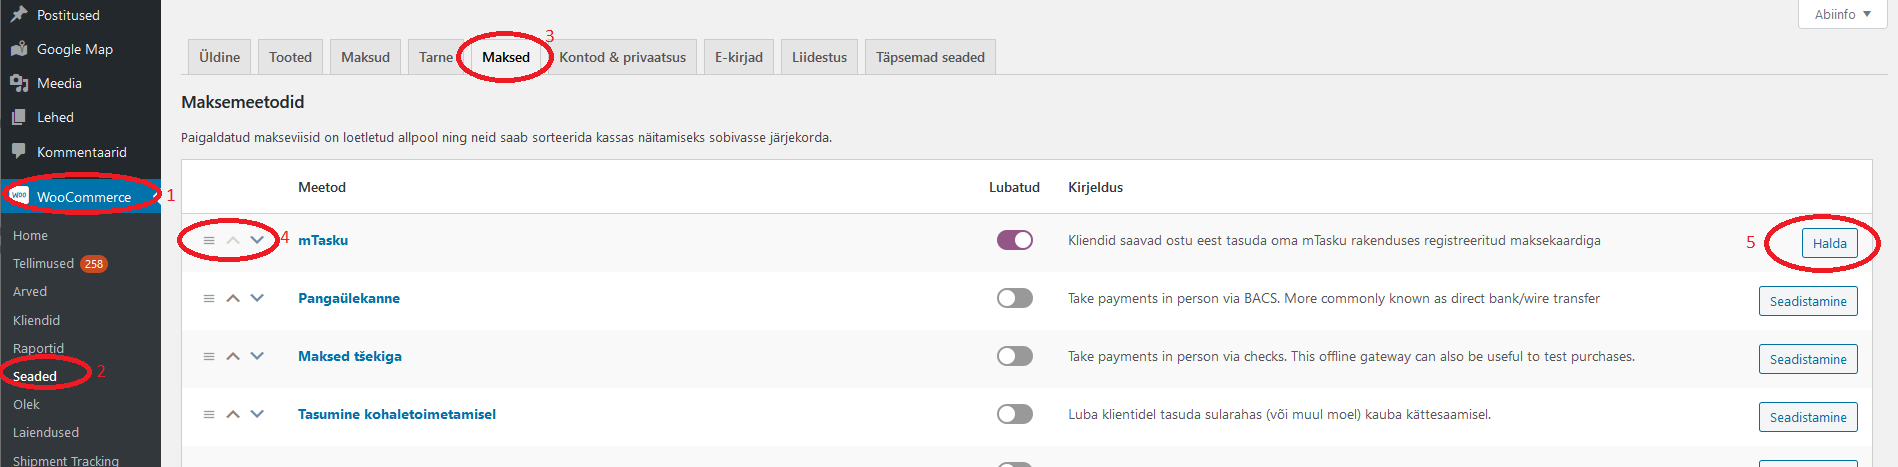 Postitused
Google Map
Meedia
Lehed
Kommentaarid
WOO WooCommerce 1
Home
Tellimused 258
Arved
Kliendid
Raportid
Seaded 2
Olek
Laiendused
Shipment Tracking
Abiinfo
Üldine Tooted Maksud Tarne Maksed 3 Kontod & privaatsus E-kirjad Liidestus Täpsemad seaded
Maksemeetodid
Paigaldatud makseviisid on loetletud allpool ning neid saab sorteerida kassas näitamiseks sobivasse järjekorda.
Meetod Lubatud Kirjeldus
4 mTasku Kliendid saavad ostu eest tasuda oma mTasku rakenduses registreeritud maksekaardiga 5 Halda
Pangaülekanne Take payments in person via BACS. More commonly known as direct bank/wire transfer Seadistamine
Maksed tšekiga Take payments in person via checks. This offline gateway can also be useful to test purchases. Seadistamine
Tasumine kohaletoimetamisel Luba klientidel tasuda sularahas (või muul moel) kauba kättesaamisel. Seadistamine